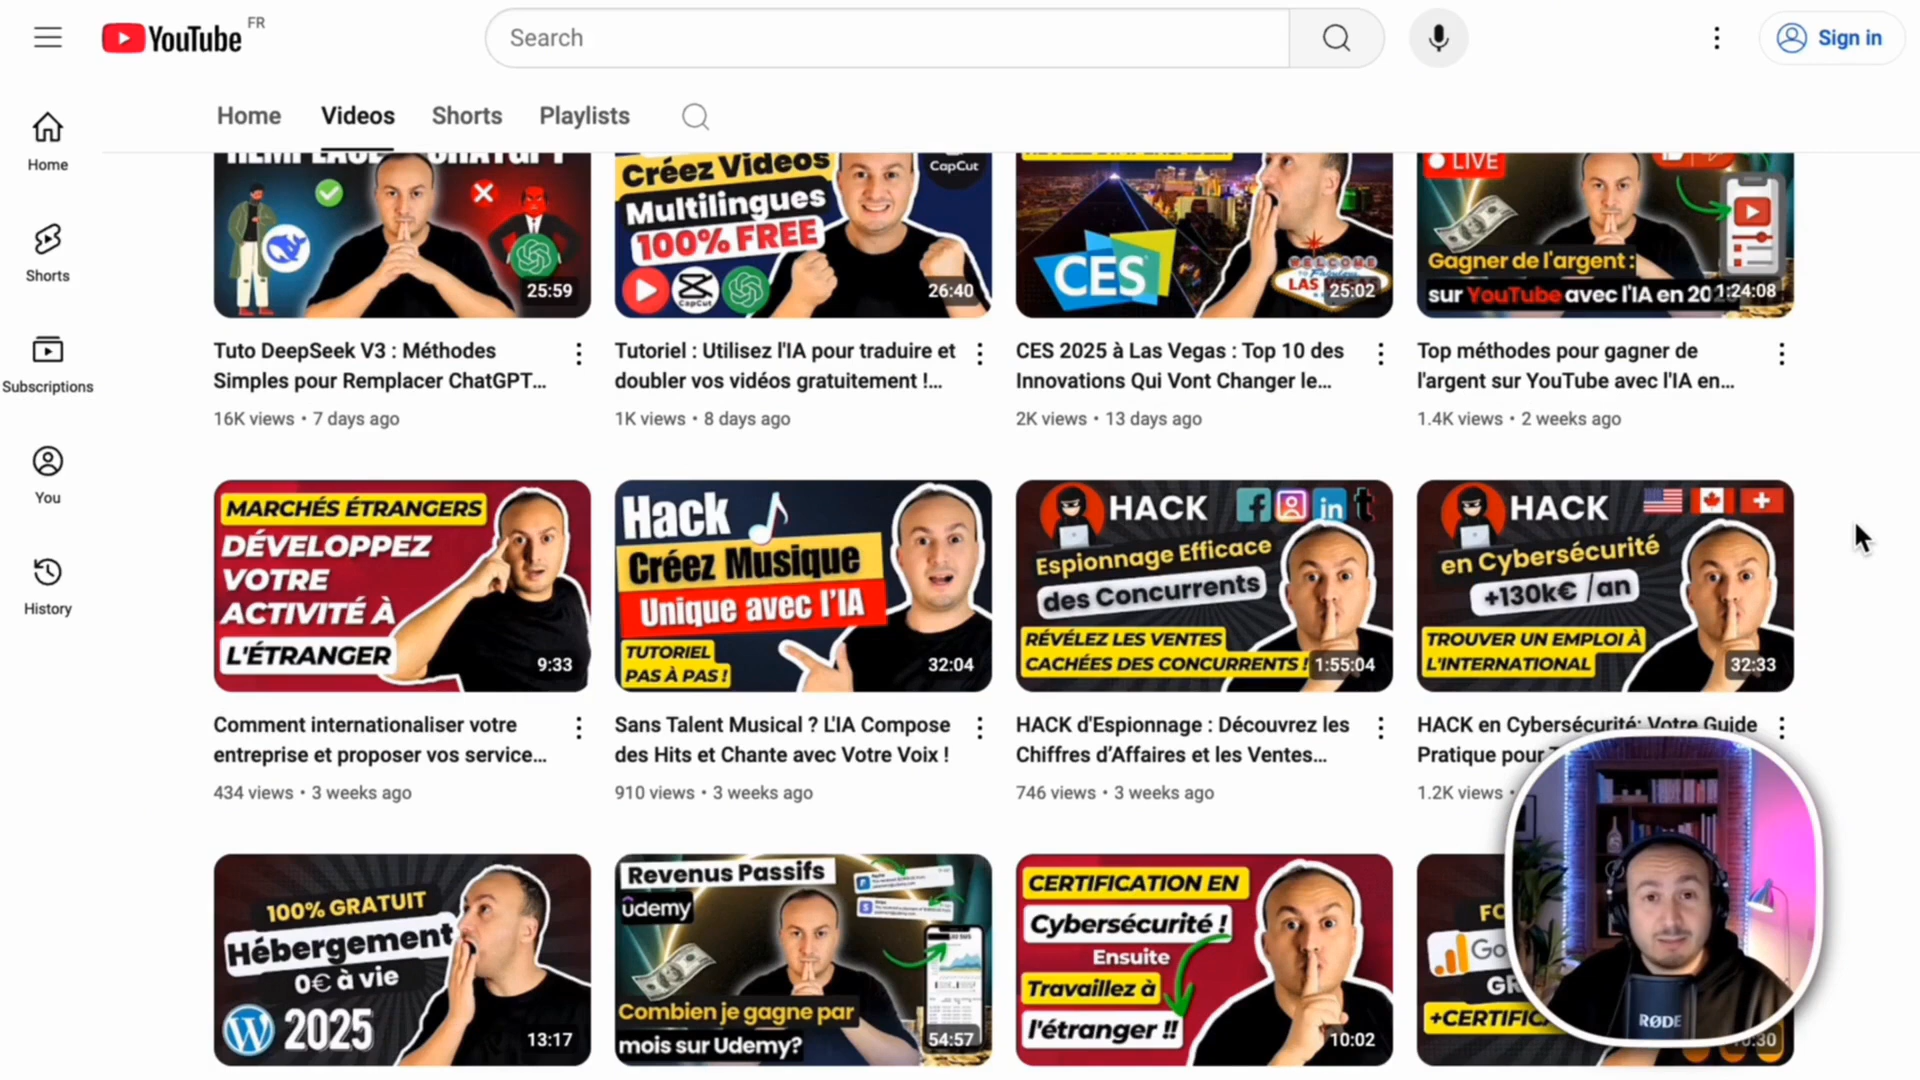 YouTube FR
Search
Sign in
Home
Videos
Shorts
Playlists
Home
Shorts
Subscriptions
You
History
25:59
Créez Vidéos
Multilingues
100% FREE
CapCut
CapCut
26:40
CES
WELCOME
To Fabulous
LAS
25:02
LIVE
Gagner de l'argent :
sur YouTube avec l'IA en 20
1:24:08
Tuto DeepSeek V3 : Méthodes
Simples pour Remplacer ChatGPT...
16K views • 7 days ago
Tutoriel : Utilisez l'IA pour traduire et
doubler vos vidéos gratuitement !...
1K views • 8 days ago
CES 2025 à Las Vegas : Top 10 des
Innovations Qui Vont Changer le...
2K views • 13 days ago
Top méthodes pour gagner de
l'argent sur YouTube avec l'IA en...
1.4K views • 2 weeks ago
MARCHÉS ÉTRANGERS
DÉVELOPPEZ
VOTRE
ACTIVITÉ À
L'ÉTRANGER
9:33
Hack
Créez Musique
Unique avec l'IA
TUTORIEL
PAS À PAS !
32:04
HACK
in
t
Espionnage Efficace
des Concurrents
RÉVÉLEZ LES VENTES
CACHÉES DES CONCURRENTS !
1:55:04
HACK
en Cybersécurité
+130k€ /an
TROUVER UN EMPLOI À
L'INTERNATIONAL
32:33
Comment internationaliser votre
entreprise et proposer vos service...
434 views • 3 weeks ago
Sans Talent Musical ? L'IA Compose
des Hits et Chante avec Votre Voix !
910 views • 3 weeks ago
HACK d'Espionnage : Découvrez les
Chiffres d'Affaires et les Ventes...
746 views • 3 weeks ago
HACK en Cybersécurité: Votre Guide
Pratique pour
1.2K views •
100% GRATUIT
Hébergement
0€ à vie
2025
13:17
Revenus Passifs
ûdemy
Combien je gagne par
mois sur Udemy?
54:57
CERTIFICATION EN
Cybersécurité !
Ensuite
Travaillez à
l'étranger !!
10:02
FO
Go
GR
+CERTIFIC
:30
RØDE